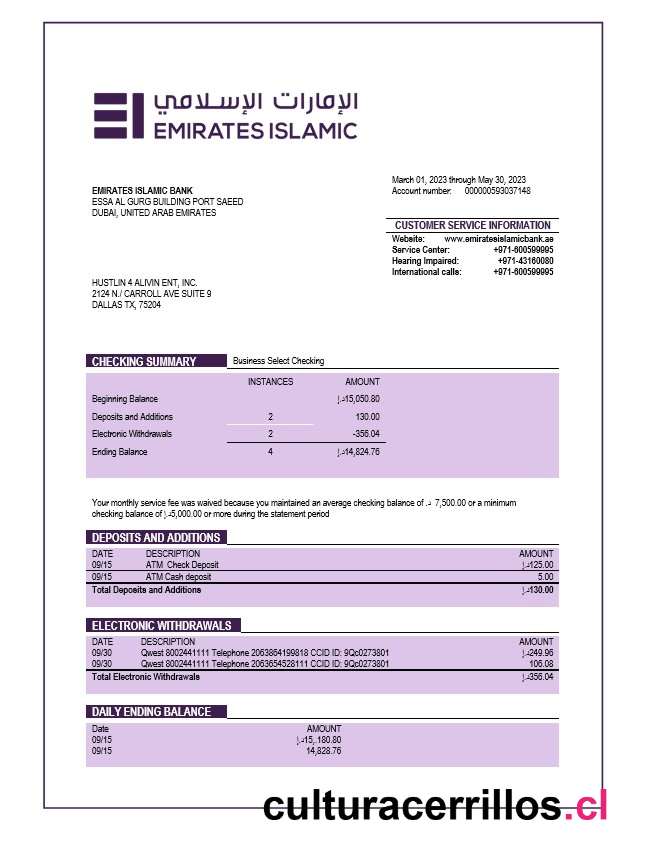 الإمارات الإسلامي
EMIRATES ISLAMIC
March 01, 2023 through May 30, 2023
Account number: 000000593037148
EMIRATES ISLAMIC BANK
ESSA AL GURG BUILDING PORT SAEED
DUBAI, UNITED ARAB EMIRATES
CUSTOMER SERVICE INFORMATION
Website: www.emiratesislamicbank.ae
Service Center: +971-600599995
Hearing Impaired: +971-43160080
International calls: +971-600599995
HUSTLIN 4 ALIVIN ENT, INC.
2124 N./ CARROLL AVE SUITE 9
DALLAS TX, 75204
CHECKING SUMMARY Business Select Checking
INSTANCES AMOUNT
Beginning Balance د.إ15,050.80
Deposits and Additions 2 130.00
Electronic Withdrawals 2 -356.04
Ending Balance 4 د.إ14,824.76
Your monthly service fee was waived because you maintained an average checking balance of د.إ 7,500.00 or a minimum
checking balance of د.إ5,000.00 or more during the statement period
DEPOSITS AND ADDITIONS
DATE DESCRIPTION AMOUNT
09/15 ATM Check Deposit د.إ125.00
09/15 ATM Cash deposit 5.00
Total Deposits and Additions د.إ130.00
ELECTRONIC WITHDRAWALS
DATE DESCRIPTION AMOUNT
09/30 Qwest 8002441111 Telephone 2063864199818 CCID ID: 9Qc0273801 د.إ249.96
09/30 Qwest 8002441111 Telephone 2063654528111 CCID ID: 9Qc0273801 106.08
Total Electronic Withdrawals د.إ356.04
DAILY ENDING BALANCE
Date AMOUNT
09/15 د.إ15,.180.80
09/15 14,828.76
culturacerrillos.cl